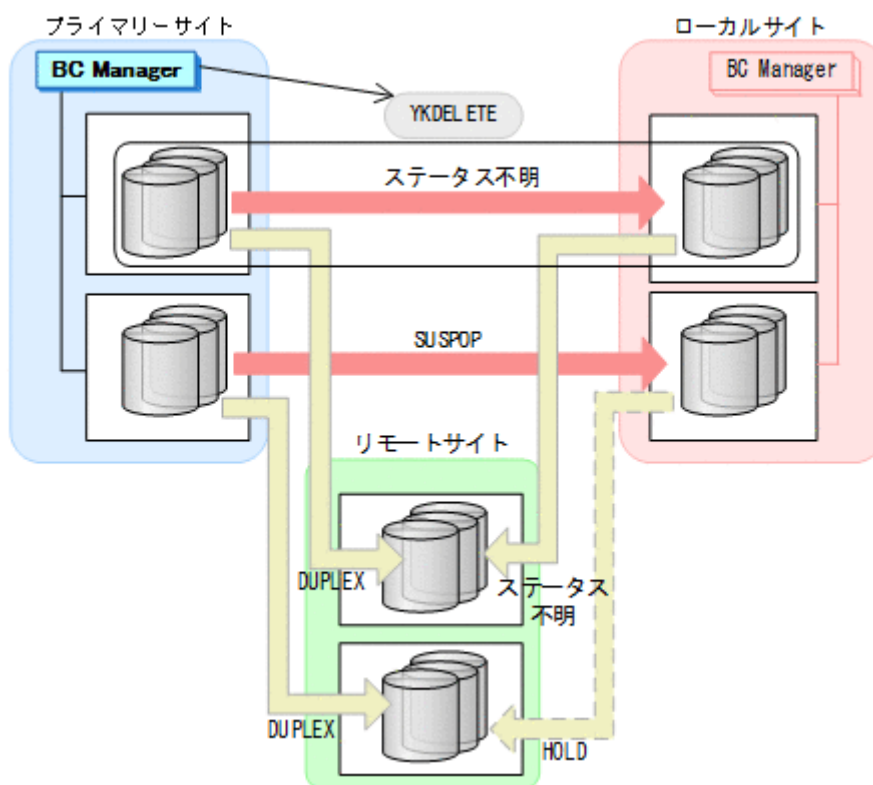 プライマリーサイト
ローカルサイト
BC Manager
BC Manager
YKDELETE
ステータス不明
SUSPOP
リモートサイト
DUPLEX
ステータス
不明
DUPLEX
HOLD